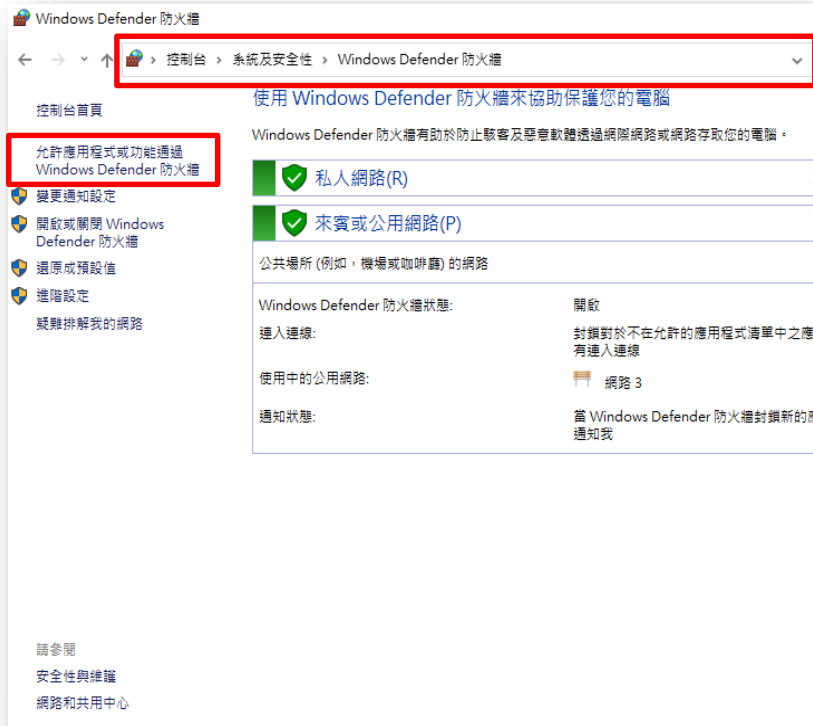 Windows Defender 防火牆
控制台 › 系統及安全性 › Windows Defender 防火牆
控制台首頁
允許應用程式或功能通過
Windows Defender 防火牆
變更通知設定
開啟或關閉 Windows
Defender 防火牆
還原成預設值
進階設定
疑難排解我的網路
使用 Windows Defender 防火牆來協助保護您的電腦
Windows Defender 防火牆有助於防止駭客及惡意軟體透過網際網路或網路存取您的電腦。
私人網路(R)
來賓或公用網路(P)
公共場所 (例如，機場或咖啡廳) 的網路
Windows Defender 防火牆狀態: 開啟
連入連線: 封鎖對於不在允許的應用程式清單中之應
有連入連線
使用中的公用網路: 網路 3
通知狀態: 當 Windows Defender 防火牆封鎖新的
通知我
請參閱
安全性與維護
網路和共用中心